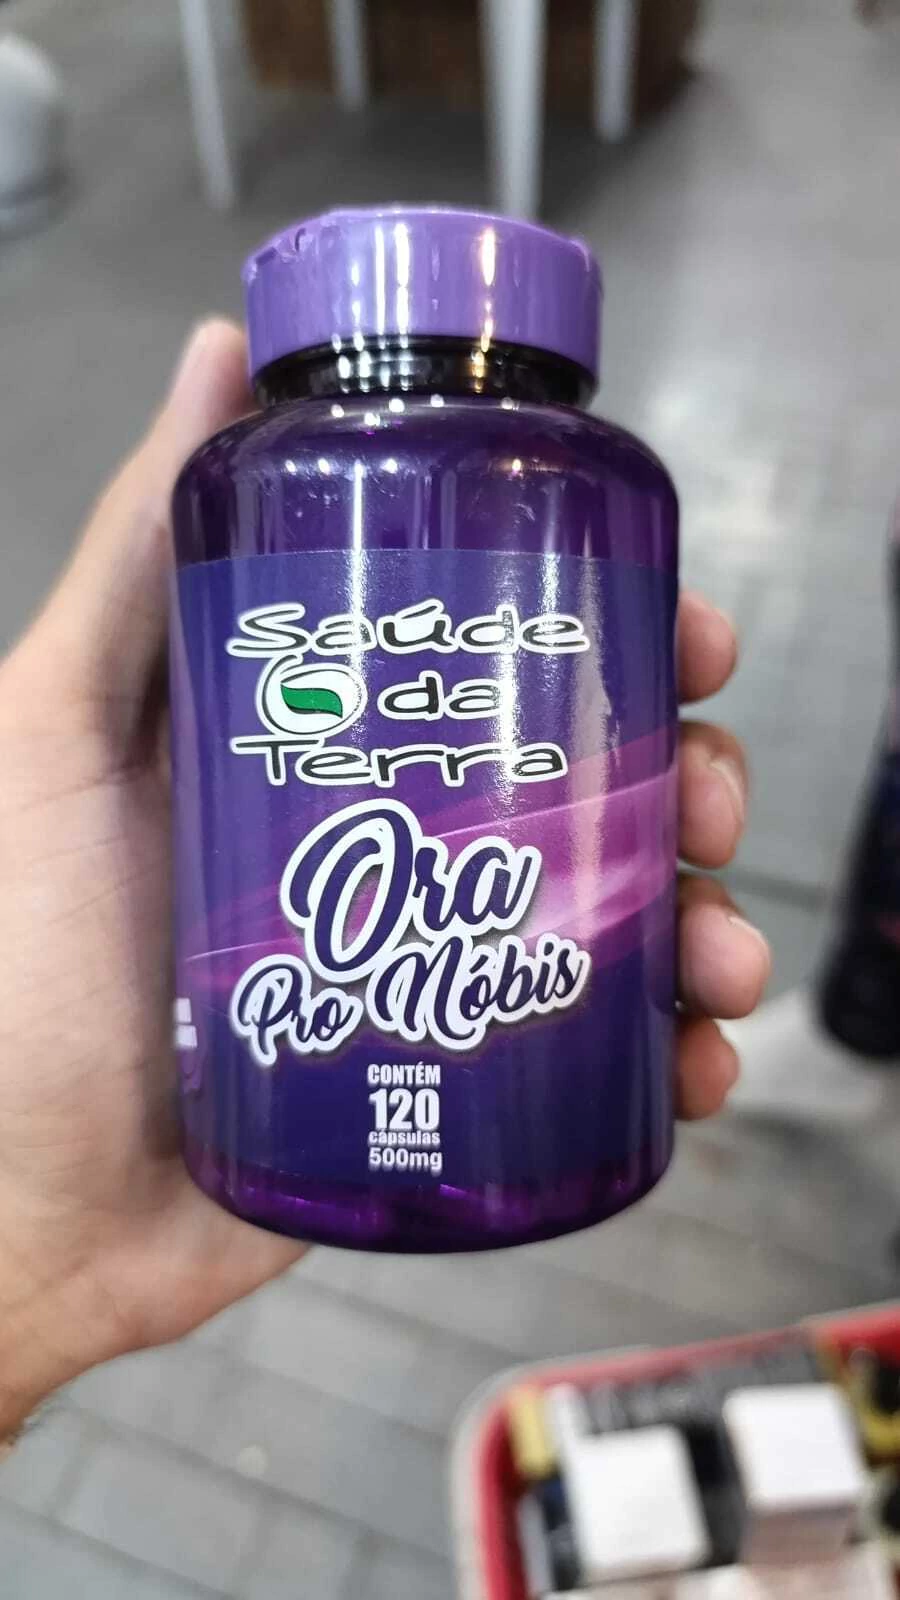 Saúde
da
Terra
Ora
Pro Nóbis
CONTÉM
120
cápsulas
500mg